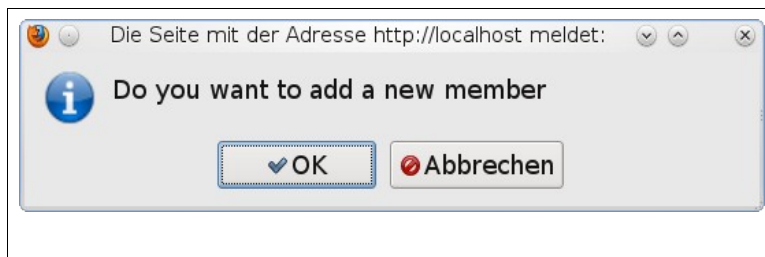 Die Seite mit der Adresse http://localhost meldet:
Do you want to add a new member
OK
Abbrechen